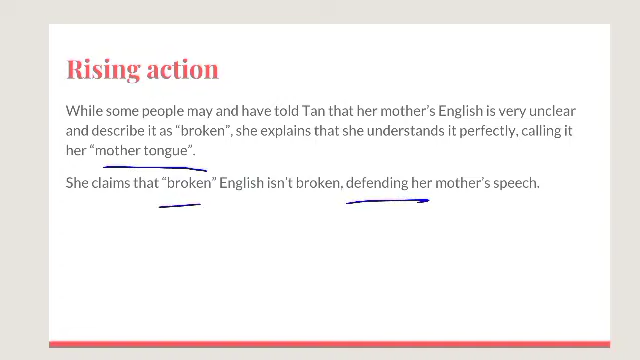 Rising action
While some people may and have told Tan that her mother's English is very unclear
and describe it as “broken”, she explains that she understands it perfectly, calling it
her “mother tongue”.
She claims that “broken” English isn't broken, defending her mother's speech.